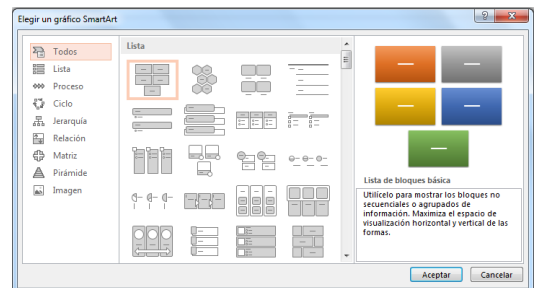 Elegir un gráfico SmartArt
Todos
Lista
Proceso
Ciclo
Jerarquía
Relación
Matriz
Pirámide
Imagen
Lista
Lista de bloques básica
Utilícelo para mostrar los bloques no
secuenciales o agrupados de
información. Maximiza el espacio de
visualización horizontal y vertical de las
formas.
Aceptar
Cancelar